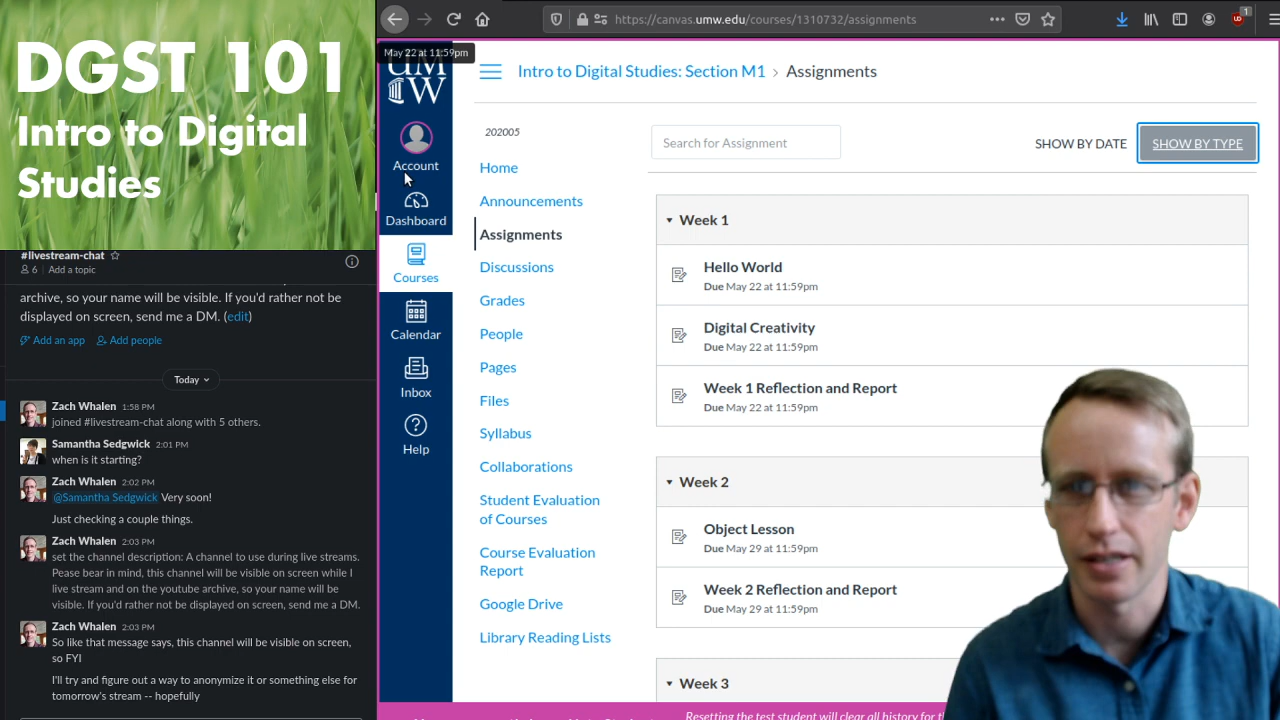 DGST 101
Intro to Digital
Studies
#livestream-chat
6 | Add a topic
archive, so your name will be visible. If you'd rather not be
displayed on screen, send me a DM. (edit)
Add an app Add people
Today
Zach Whalen 1:58 PM
joined #livestream-chat along with 5 others.
Samantha Sedgwick 2:01 PM
when is it starting?
Zach Whalen 2:02 PM
@Samantha Sedgwick Very soon!
Just checking a couple things.
Zach Whalen 2:03 PM
set the channel description: A channel to use during live streams.
Pease bear in mind, this channel will be visible on screen while I
live stream and on the youtube archive, so your name will be
visible. If you'd rather not be displayed on screen, send me a DM.
Zach Whalen 2:03 PM
So like that message says, this channel will be visible on screen,
so FYI
I'll try and figure out a way to anonymize it or something else for
tomorrow's stream -- hopefully
https://canvas.umw.edu/courses/1310732/assignments
1
May 22 at 11:59pm
UMW
Account
Dashboard
Courses
Calendar
Inbox
Help
Intro to Digital Studies: Section M1 > Assignments
202005
Home
Announcements
Assignments
Discussions
Grades
People
Pages
Files
Syllabus
Collaborations
Student Evaluation
of Courses
Course Evaluation
Report
Google Drive
Library Reading Lists
Search for Assignment
SHOW BY DATE
SHOW BY TYPE
Week 1
Hello World
Due May 22 at 11:59pm
Digital Creativity
Due May 22 at 11:59pm
Week 1 Reflection and Report
Due May 22 at 11:59pm
Week 2
Object Lesson
Due May 29 at 11:59pm
Week 2 Reflection and Report
Due May 29 at 11:59pm
Week 3
Resetting the test student will clear all history for